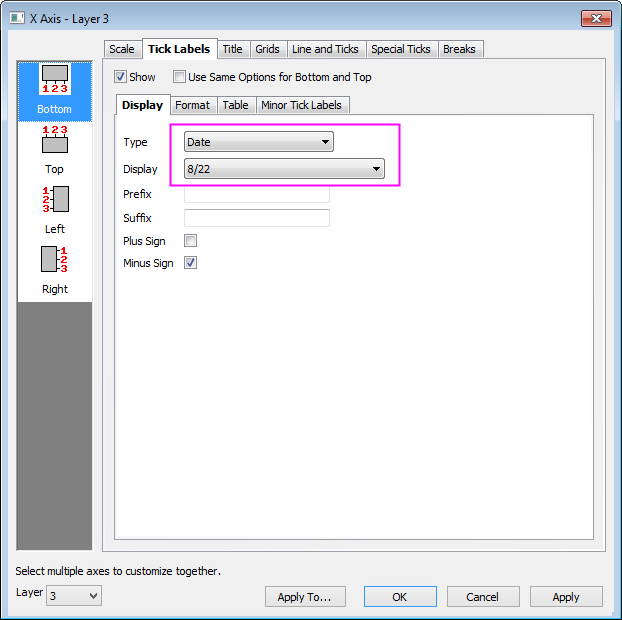 X Axis - Layer 3
Scale Tick Labels Title Grids Line and Ticks Special Ticks Breaks
1 2 3
Bottom
1 2 3
Top
1
2
3
Left
1
2
3
Right
Show Use Same Options for Bottom and Top
Display Format Table Minor Tick Labels
Type Date
Display 8/22
Prefix
Suffix
Plus Sign
Minus Sign
Select multiple axes to customize together.
Layer 3 Apply To... OK Cancel Apply